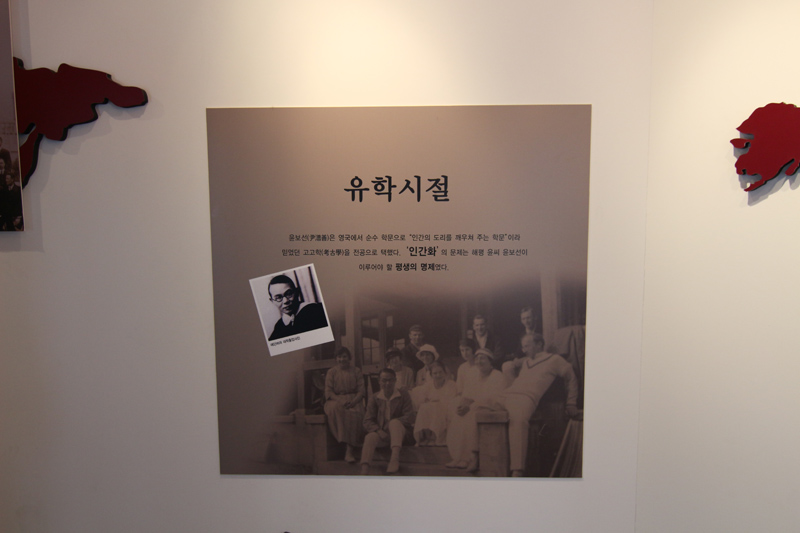 유학시절
윤보선(尹潽善)은 영국에서 순수 학문으로 "인간의 도리를 깨우쳐 주는 학문"이라
믿었던 고고학(考古學)을 전공으로 택했다. '인간화' 의 문제는 해평 윤씨 윤보선이
이루어야 할 평생의 명제였다.